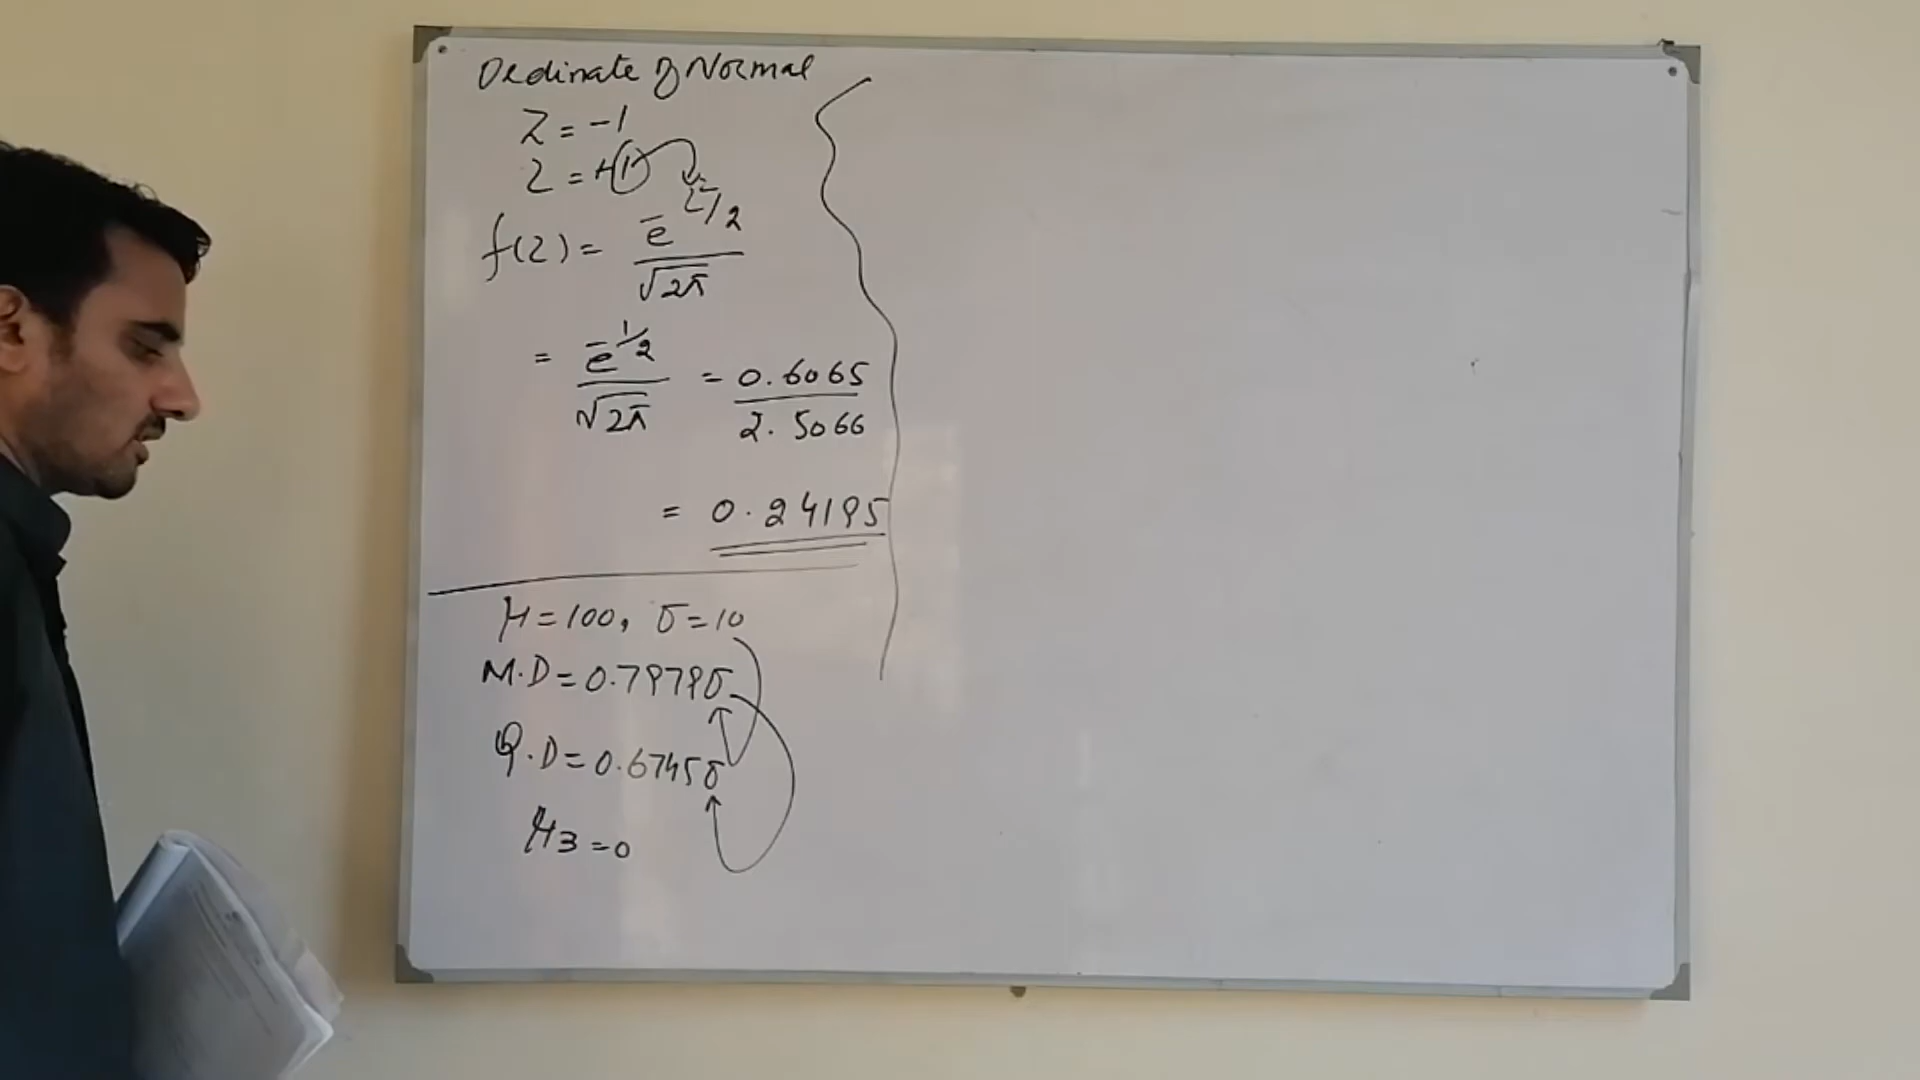 Ordinate of Normal
Z = -1
Z = +1
f(Z) = e^-Z²/2 / √2π
= e^-1/2 / √2π = 0.6065 / 2.5066
= 0.24195
μ = 100, σ = 10
M.D = 0.7979σ
Q.D = 0.6745σ
μ3 = 0